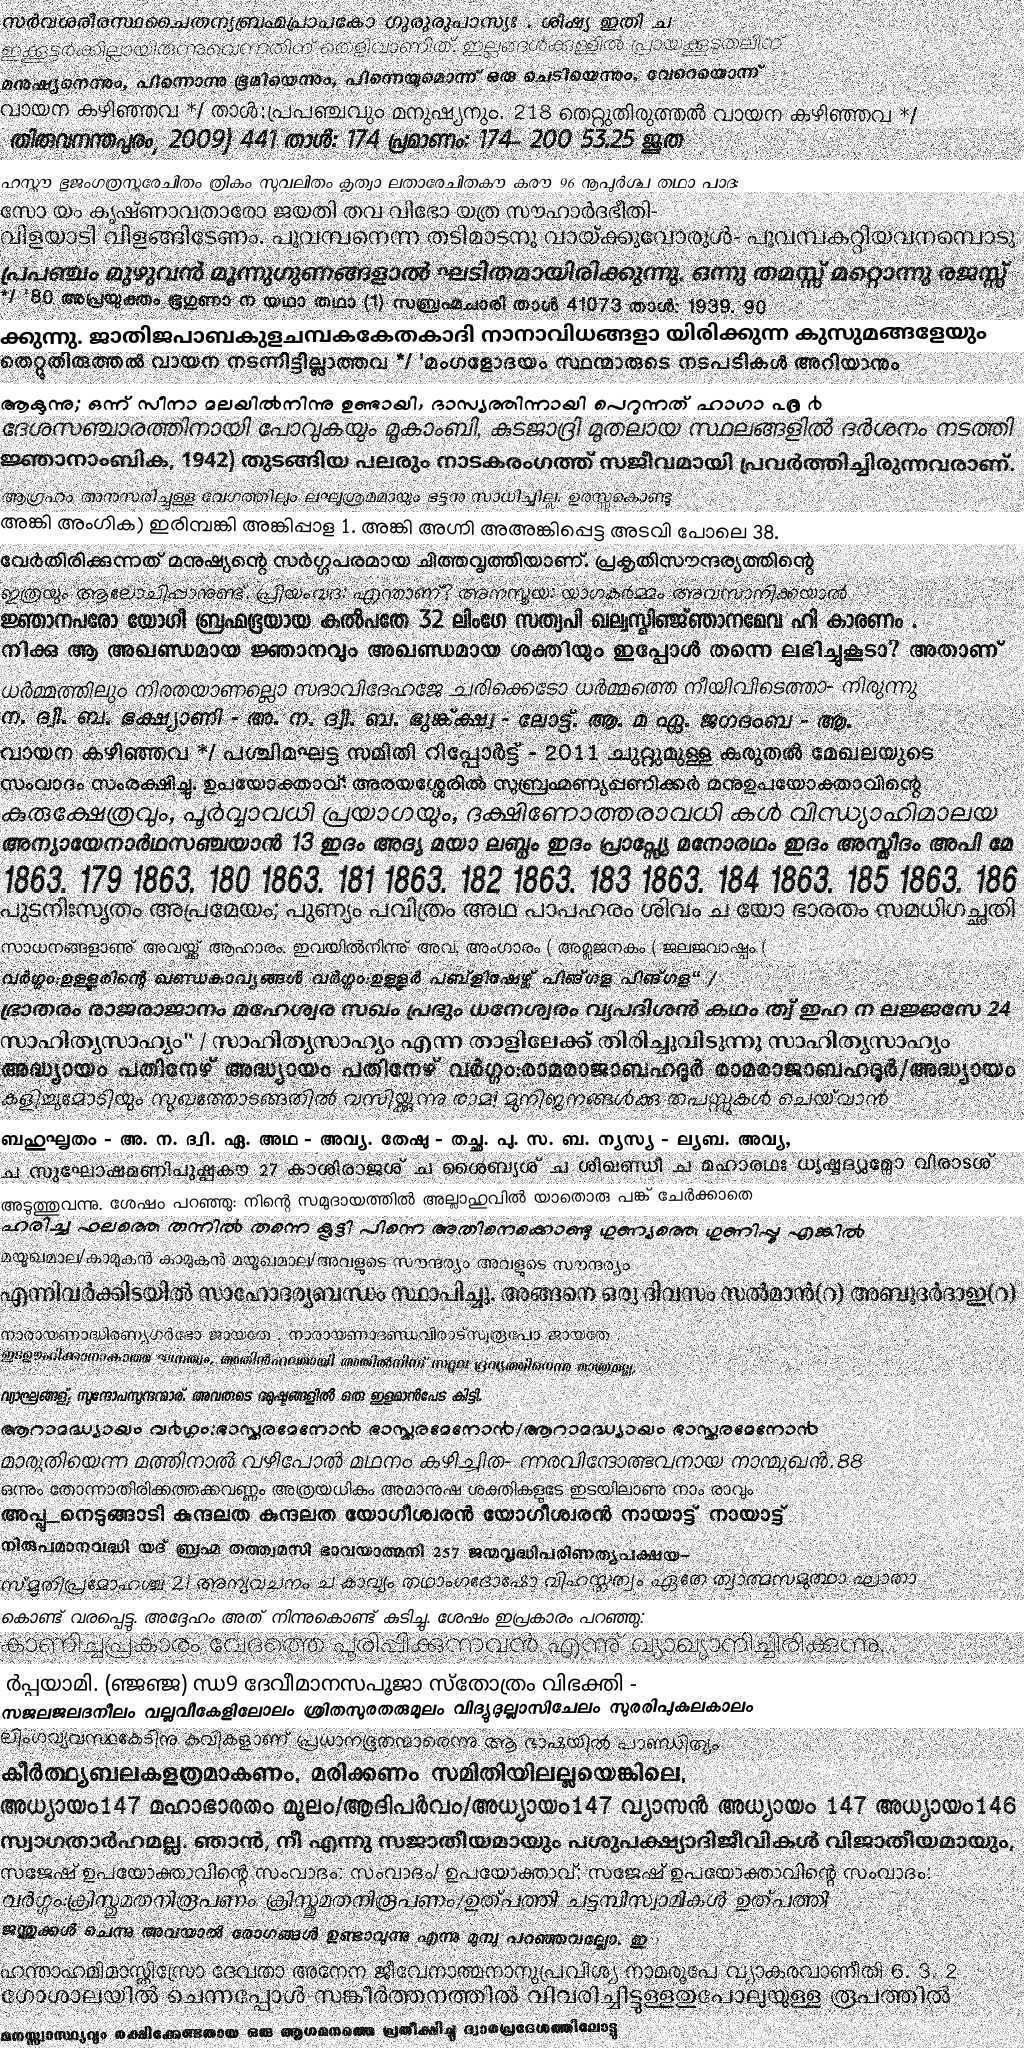 സർവശരീരസ്ഥചൈതന്യബ്രഹ്മപ്രാപകോ ഗുരുരുപാസ്യഃ . ശിഷ്യ ഇതി ച
ഇക്കൂട്ടർക്കില്ലായിരുന്നുവെന്നതിന് തെളിവാണിത്. ഇല്ലങ്ങൾക്കുള്ളിൽ പ്രായക്കൂടതലിന്
മനുഷ്യനെന്നും, പിന്നൊന്നു ഭൂമിയെന്നും, പിന്നെയുമൊന്ന് ഒരു ചെടിയെന്നും, വേറെയൊന്ന്
വായന കഴിഞ്ഞവ */ താൾ:പ്രപഞ്ചവും മനുഷ്യനും. 218 തെറ്റുതിരുത്തൽ വായന കഴിഞ്ഞവ */
തിരുവനന്തപുരം, 2009) 441 താൾ: 174 പ്രമാണം: 174– 200 53.25 ജൂത
ഹസ്തൗ ഭുജംഗത്രസ്തരേചിതം ത്രികം സുവലിതം കൃത്വാ ലതാരേചിതകൗ കരൗ 96 നൂപുർശ്ച തഥാ പാദഃ
സോ യം കൃഷ്ണാവതാരോ ജയതി തവ വിഭോ യത്ര സൗഹാർദഭീതി-
വിളയാടി വിളങ്ങിടേണം. പൂവമ്പനെന്ന തടിമാടനു വായ്ക്കുവോരുൾ- പൂവമ്പകറ്റിയവനമ്പൊടു
പ്രപഞ്ചം മുഴുവൻ മൂന്നുഗുണങ്ങളാൽ ഘടിതമായിരിക്കുന്നു. ഒന്നു തമസ്സ് മറ്റൊന്നു രജസ്സ്
*/ '80 അപ്രയുക്തം ഭൂഗുണാ ന യഥാ തഥാ (1) സബ്രഹ്മചാരി താൾ 41073 താൾ: 1939. 90
ക്കുന്നു. ജാതിജപാബകുളചമ്പകകേതകാദി നാനാവിധങ്ങളാ യിരിക്കുന്ന കുസുമങ്ങളേയും
തെറ്റുതിരുത്തൽ വായന നടന്നിട്ടില്ലാത്തവ */ 'മംഗളോദയം സ്ഥന്മാരുടെ നടപടികൾ അറിയാനും
ആകുന്നു; ഒന്ന് സീനാ മലയിൽനിന്നു ഉണ്ടായി, ദാസ്യത്തിന്നായി പെറുന്നത് ഹാഗാ ൧൫ ൪
ദേശസഞ്ചാരത്തിനായി പോവുകയും മൂകാംബി, കുടജാദ്രി മുതലായ സ്ഥലങ്ങളിൽ ദർശനം നടത്തി
ജ്ഞാനാംബിക, 1942) തുടങ്ങിയ പലരും നാടകരംഗത്ത് സജീവമായി പ്രവർത്തിച്ചിരുന്നവരാണ്.
ആഗ്രഹം അനുസരിച്ചുള്ള വേഗത്തിലും ലഘുശ്രമമായും ഭട്ടനു സാധിച്ചില്ല. ഉരസ്സുകൊണ്ടു
അങ്കി അംഗിക) ഇരിമ്പങ്കി അങ്കിപ്പാള 1. അങ്കി അഗ്നി അഅങ്കിപ്പെട്ട അടവി പോലെ 38.
വേർതിരിക്കുന്നത് മനുഷ്യന്റെ സർഗ്ഗപരമായ ചിത്തവൃത്തിയാണ്. പ്രകൃതിസൗന്ദര്യത്തിന്റെ
ഇത്രയും ആലോചിപ്പാനുണ്ട്. പ്രിയംവദഃ എന്താണ്? അനസൂയഃ യാഗകർമ്മം അവസാനിക്കയാൽ
ജ്ഞാനപരോ യോഗീ ബ്രഹ്മഭൂയായ കൽപതേ 32 ലിംഗേ സത്വപി ഖല്വസ്മിഞ്ജ്ഞാനമേവ ഹി കാരണം .
നിക്കു ആ അഖണ്ഡമായ ജ്ഞാനവും അഖണ്ഡമായ ശക്തിയും ഇപ്പോൾ തന്നെ ലഭിച്ചുകൂടാ? അതാണ്
ധർമ്മത്തിലും നിരതയാണല്ലൊ സദാവിദേഹജേ ചരിക്കെടോ ധർമ്മത്തെ നീയിവിടെത്താ- നിരുന്നു
ന. ദ്വി. ബ. ഭക്ഷ്യാണി - അ. ന. ദ്വി. ബ. ഭുങ്ക്ഷ്വ - ലോട്ട്. ആ. മ ഏ. ജഗദംബ - ആ.
വായന കഴിഞ്ഞവ */ പശ്ചിമഘട്ട സമിതി റിപ്പോർട്ട് - 2011 ചുറ്റുമുള്ള കരുതൽ മേഖലയുടെ
സംവാദം സംരക്ഷിച്ചു. ഉപയോക്താവ്: അരയശ്ശേരിൽ സുബ്രഹ്മണ്യപ്പണിക്കർ മനുഉപയോക്താവിന്റെ
കുരുക്ഷേത്രവും, പൂർവ്വാവധി പ്രയാഗയും, ദക്ഷിണോത്തരാവധി കൾ വിന്ധ്യാഹിമാലയ
അന്യായേനാർഥസഞ്ചയാൻ 13 ഇദം അദ്യ മയാ ലബ്ധം ഇദം പ്രാപ്സ്യേ മനോരഥം ഇദം അസ്തീദം അപി മേ
1863. 179 1863. 180 1863. 181 1863. 182 1863. 183 1863. 184 1863. 185 1863. 186
പുടനിഃസൃതം അപ്രമേയം; പുണ്യം പവിത്രം അഥ പാപഹരം ശിവം ച യോ ഭാരതം സമധിഗച്ഛതി
സാധനങ്ങളാണു് അവയ്ക്ക് ആഹാരം. ഇവയിൽനിന്നു് അവ, അംഗാരം ( അമ്ലജനകം ( ജലജവാഷ്പം (
വർഗ്ഗം:ഉള്ളൂരിന്റെ ഖണ്ഡകാവ്യങ്ങൾ വർഗ്ഗം:ഉള്ളൂർ പബ്ളിഷേഴ്സ് പിങ്ഗള പിങ്ഗള" /
ഭ്രാതരം രാജരാജാനം മഹേശ്വര സഖം പ്രഭും ധനേശ്വരം വ്യപദിശൻ കഥം ത്വ് ഇഹ ന ലജ്ജസേ 24
സാഹിത്യസാഹ്യം" / സാഹിത്യസാഹ്യം എന്ന താളിലേക്ക് തിരിച്ചുവിടുന്നു സാഹിത്യസാഹ്യം
അദ്ധ്യായം പതിനേഴ് അദ്ധ്യായം പതിനേഴ് വർഗ്ഗം:രാമരാജാബഹദൂർ രാമരാജാബഹദൂർ/അദ്ധ്യായം
കളിച്ചുമോടിയും സുഖത്തോടങ്ങതിൽ വസിയ്ക്കുന്നു രാമ! മുനിജനങ്ങൾക്കു തപസ്സുകൾ ചെയ്‌വാൻ
ബഹുഘൃതം - അ. ന. ദ്വി. ഏ. അഥ - അവ്യ. തേഷു - തച്ഛ. പു. സ. ബ. ന്യസ്യ - ല്യബ. അവ്യ,
ച സുഘോഷമണിപുഷ്പകൗ 27 കാശിരാജശ് ച ശൈബ്യശ് ച ശിഖണ്ഡീ ച മഹാരഥഃ ധൃഷ്ടദ്യുമ്നോ വിരാടശ്
അടുത്തുവന്നു. ശേഷം പറഞ്ഞു: നിന്റെ സമുദായത്തിൽ അല്ലാഹുവിൽ യാതൊരു പങ്ക് ചേർക്കാതെ
ഹരിച്ച ഫലത്തെ തന്നിൽ തന്നെ കൂട്ടി പിന്നെ അതിനെക്കൊണ്ടു ഗുണ്യത്തെ ഗുണിപ്പൂ എങ്കിൽ
മയൂഖമാല/കാമുകൻ കാമുകൻ മയൂഖമാല/അവളുടെ സൗന്ദര്യം അവളുടെ സൗന്ദര്യം
എന്നിവർക്കിടയിൽ സാഹോദര്യബന്ധം സ്ഥാപിച്ചു. അങ്ങനെ ഒരു ദിവസം സൽമാൻ(റ) അബൂദർദാഇ(റ)
നാരായണാദ്ധിരണ്യഗർഭോ ജായതേ . നാരായണാദണ്ഡവിരാട്സ്വരൂപോ ജായതേ
വ്യാഘ്രങ്ങളു്; സുന്ദോപസുന്ദന്മാർ. അവരുടെ ദുഷ്ടങ്ങളിൽ ഒരു ഇളമാൻപേട കിട്ടി.
ആറാമദ്ധ്യായം വർഗ്ഗം:ഭാസ്കരമേനോൻ ഭാസ്കരമേനോൻ/ആറാമദ്ധ്യായം ഭാസ്കരമേനോൻ
മാരുതിയെന്ന മത്തിനാൽ വഴിപോൽ മഥനം കഴിച്ചിത- ന്നരവിന്ദോത്ഭവനായ നാന്മുഖൻ.88
ഒന്നും തോന്നാതിരിക്കത്തക്കവണ്ണം അത്രയധികം അമാനുഷ ശക്തികളുടേ ഇടയിലാണു നാം രാവും
അപ്പു_നെടുങ്ങാടി കുന്ദലത കുന്ദലത യോഗീശ്വരൻ യോഗീശ്വരൻ നായാട്ട് നായാട്ട്
നിരുപമാനവദ്ധി യദ് ബ്രഹ്മ തത്ത്വമസി ഭാവയാത്മനി 257 ജന്മവൃദ്ധിപരിണത്യപക്ഷയ–
സ്മൃതിപ്രമോഹശ്ച 21 അന്യവചനം ച കാവ്യം തഥാംഗദോഷോ വിഹസ്തത്വം ഏതേ ത്വാത്മസമുത്ഥാ ഘാതാ
കൊണ്ട് വരപ്പെട്ടു. അദ്ദേഹം അത് നിന്നുകൊണ്ട് കുടിച്ചു. ശേഷം ഇപ്രകാരം പറഞ്ഞു:
കാണിച്ചപ്രകാരം വേദത്തെ പൂരിപ്പിക്കുന്നവൻ എന്നു് വ്യാഖ്യാനിച്ചിരിക്കുന്നു.
ർപ്പയാമി. (ഞ്ജഞ്ജ) ൺ9 ദേവീമാനസപൂജാ സ്തോത്രം വിഭക്തി -
സജലജലദനീലം വല്ലവീകേളിലോലം ശ്രിതസുരതരുമൂലം വിദ്യുദുല്ലാസിചേലം സുരരിപുകുലകാലം
ലിംഗവ്യവസ്ഥകേടിനു കവികളാണ് പ്രധാനഭൂതന്മാരെന്നു ആ ഭാഷയിൽ പാണ്ഡിത്യം
കീർത്ഥ്യബലകളത്രമാകണം, മരിക്കണം സമിതിയിലല്ലയെങ്കിലെ,
അധ്യായം147 മഹാഭാരതം മൂലം/ആദിപർവം/അധ്യായം147 വ്യാസൻ അധ്യായം 147 അധ്യായം146
സ്വാഗതാർഹമല്ല. ഞാൻ, നീ എന്നു സജാതീയമായും പശുപക്ഷ്യാദിജീവികൾ വിജാതീയമായും,
സജേഷ് ഉപയോക്താവിന്റെ സംവാദം: സംവാദം/ ഉപയോക്താവ്: സജേഷ് ഉപയോക്താവിന്റെ സംവാദം:
വർഗ്ഗം:ക്രിസ്തുമതനിരൂപണം ക്രിസ്തുമതനിരൂപണം/ഉത്പത്തി ചട്ടമ്പിസ്വാമികൾ ഉത്പത്തി
ജന്തുക്കൾ ചെന്നു അവയാൽ രോഗങ്ങൾ ഉണ്ടാവുന്നു എന്നു മുമ്പു പറഞ്ഞവല്ലോ. ഇ
ഹന്താഹമിമാസ്തിസ്രോ ദേവതാ അനേന ജീവേനാത്മനാനുപ്രവിശ്യ നാമരൂപേ വ്യാകരവാണീതി 6. 3. 2
ഗോശാലയിൽ ചെന്നപ്പോൾ സങ്കീർത്തനത്തിൽ വിവരിച്ചിട്ടുള്ളതുപോലുയുള്ള രൂപത്തിൽ
മനസ്സ്വാസ്ഥ്യവും രക്ഷിക്കേണ്ടതായ ഒരു ആഗമനത്തെ പ്രതീക്ഷിച്ചു ദ്വാരപ്രദേശത്തിലോട്ടു